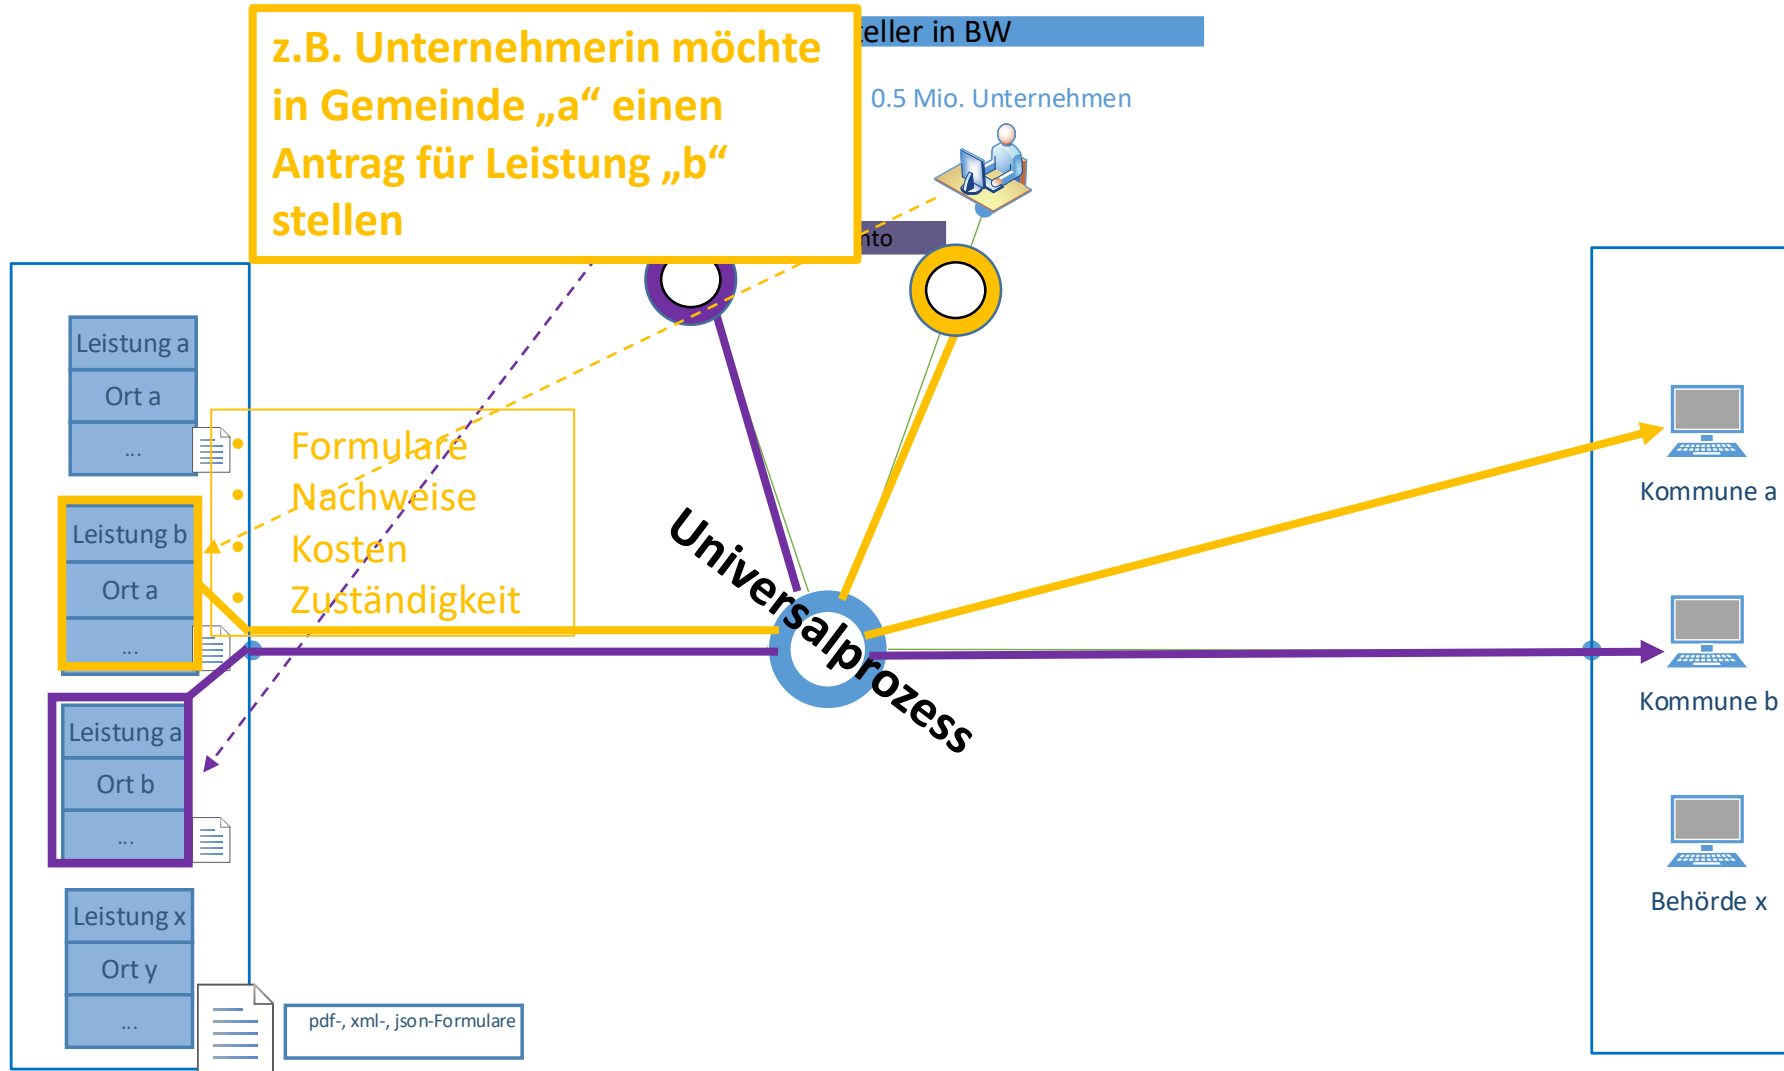 z.B. Unternehmerin möchte
in Gemeinde „a“ einen
Antrag für Leistung „b“
stellen
eller in BW
0.5 Mio. Unternehmen
nto
Leistung a
Ort a
...
Formulare
Nachweise
Kosten
Zuständigkeit
Leistung b
Ort a
...
Leistung a
Ort b
...
Leistung x
Ort y
...
pdf-, xml-, json-Formulare
Universalprozess
Kommune a
Kommune b
Behörde x